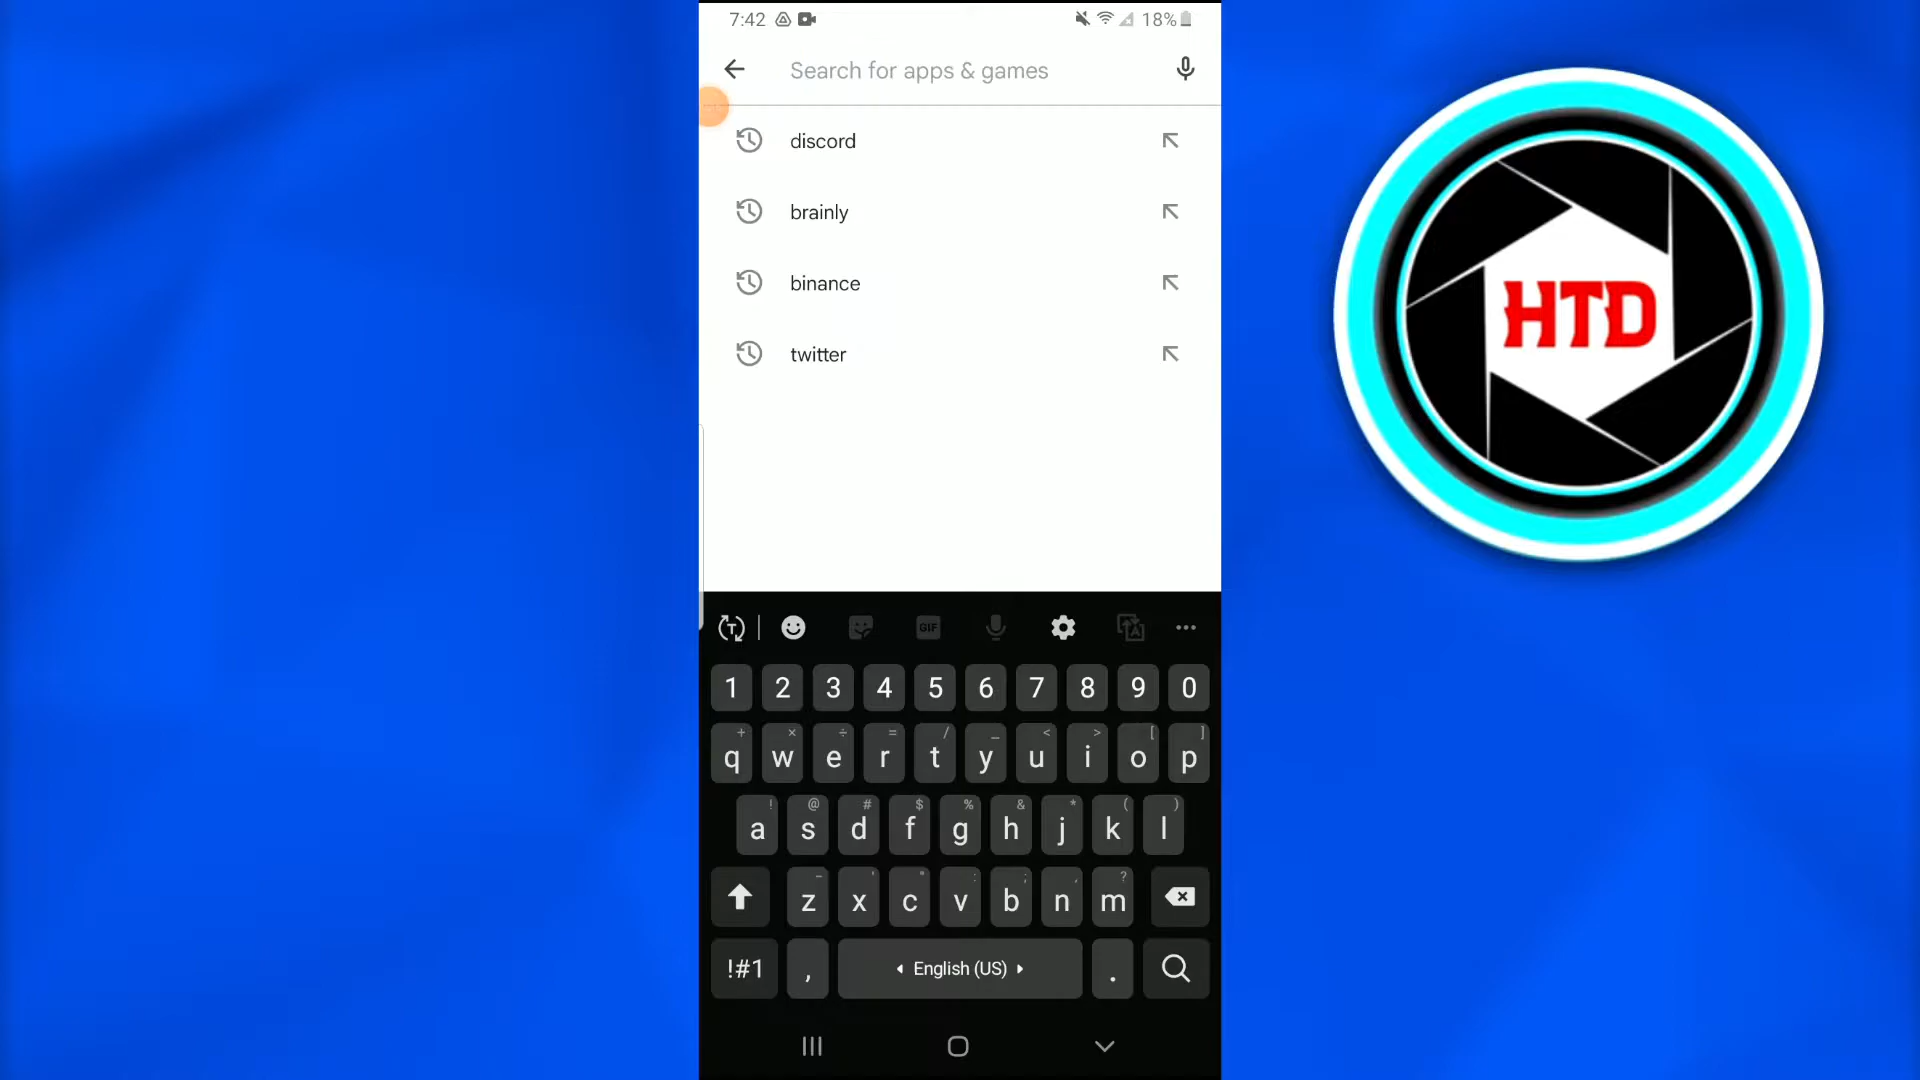 7:42 18%
Search for apps & games
discord
brainly
binance
twitter
HTD
GIF
1 2 3 4 5 6 7 8 9 0
+ × ÷ = / _ < > [ ]
q w e r t y u i o p
! @ # $ % & * ( )
a s d f g h j k l
- ' " : ; , ?
z x c v b n m
!#1 , English (US) .